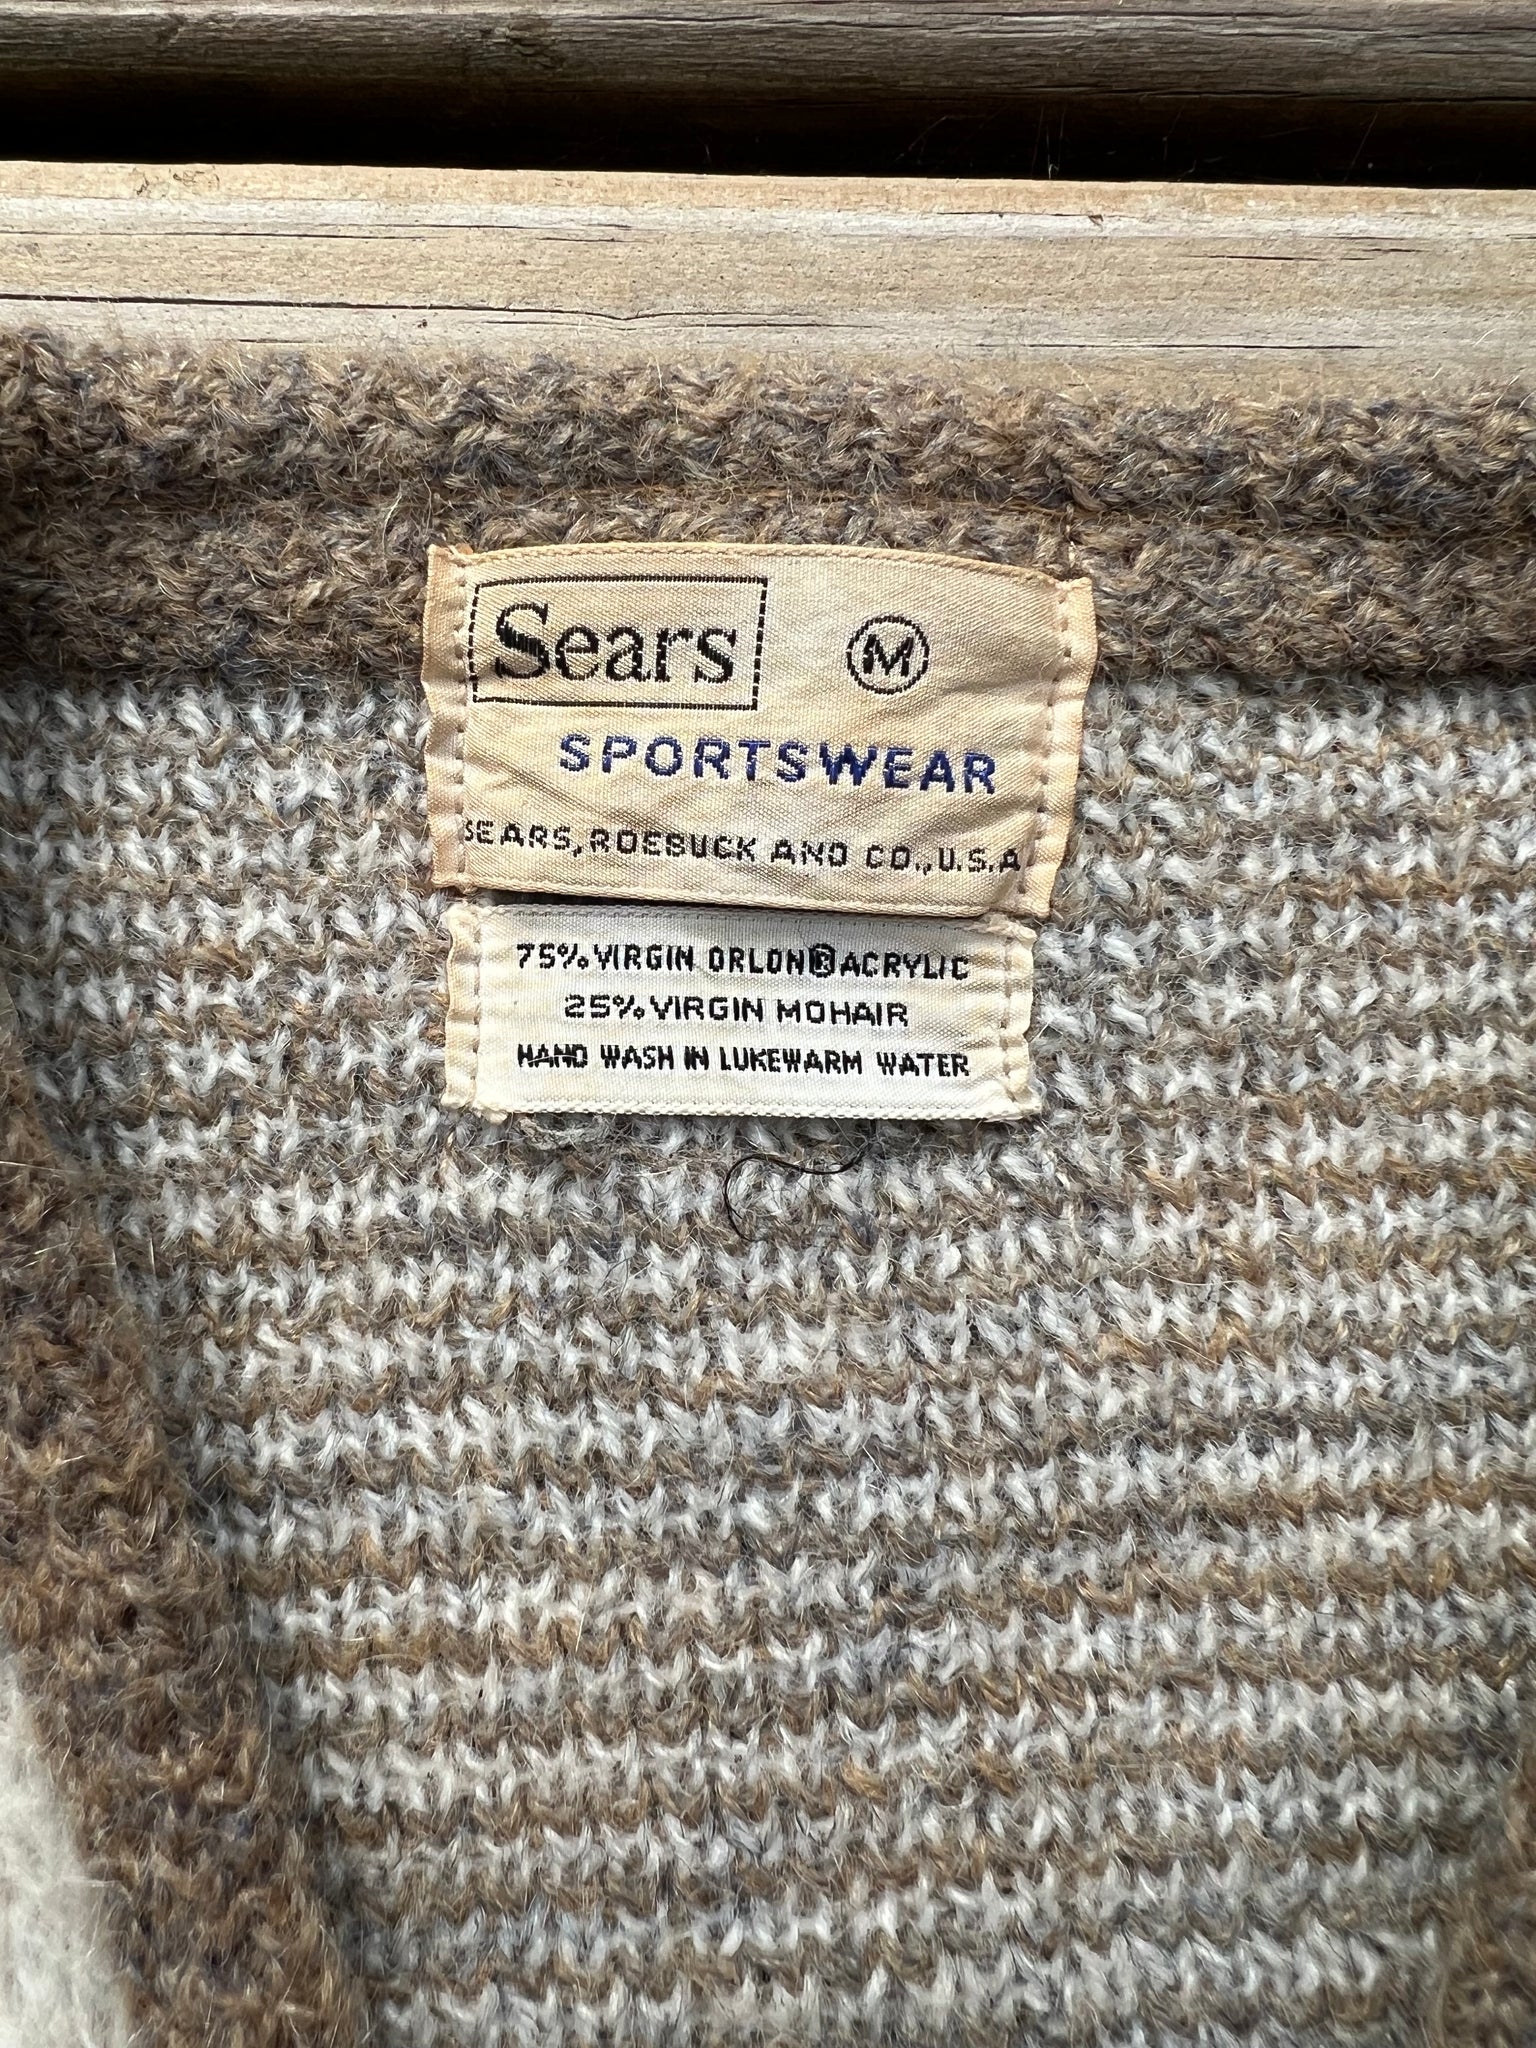 Sears M
SPORTSWEAR
SEARS, ROEBUCK AND CO., U.S.A
75% VIRGIN ORLON® ACRYLIC
25% VIRGIN MOHAIR
HAND WASH IN LUKEWARM WATER